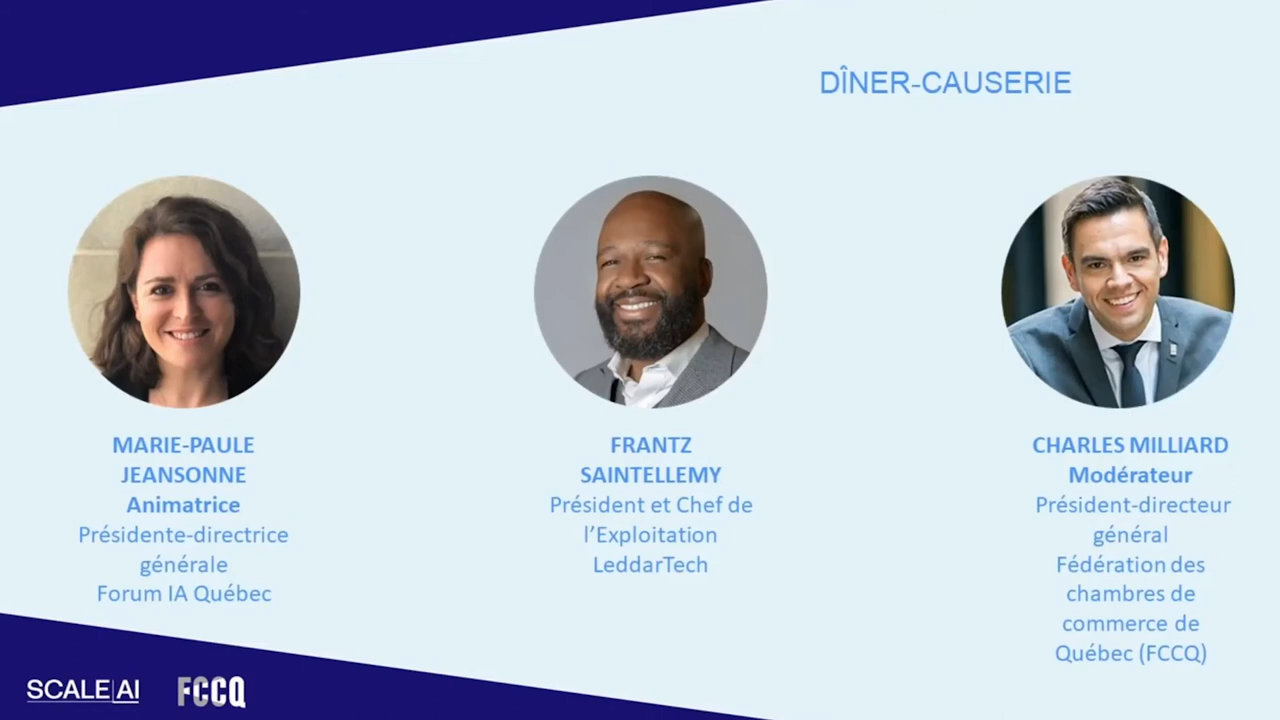 DÎNER-CAUSERIE
MARIE-PAULE
JEANSONNE
Animatrice
Présidente-directrice
générale
Forum IA Québec
FRANTZ
SAINTELLEMY
Président et Chef de
l’Exploitation
LeddarTech
CHARLES MILLIARD
Modérateur
Président-directeur
général
Fédération des
chambres de
commerce de
Québec (FCCQ)
SCALE|AI
FCCQ